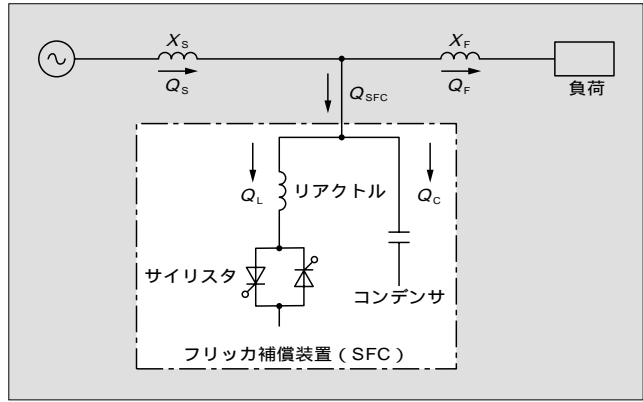 X_S
X_F
Q_S
Q_SFC
Q_F
負荷
Q_L
リアクトル
Q_C
サイリスタ
コンデンサ
フリッカ補償装置（SFC）